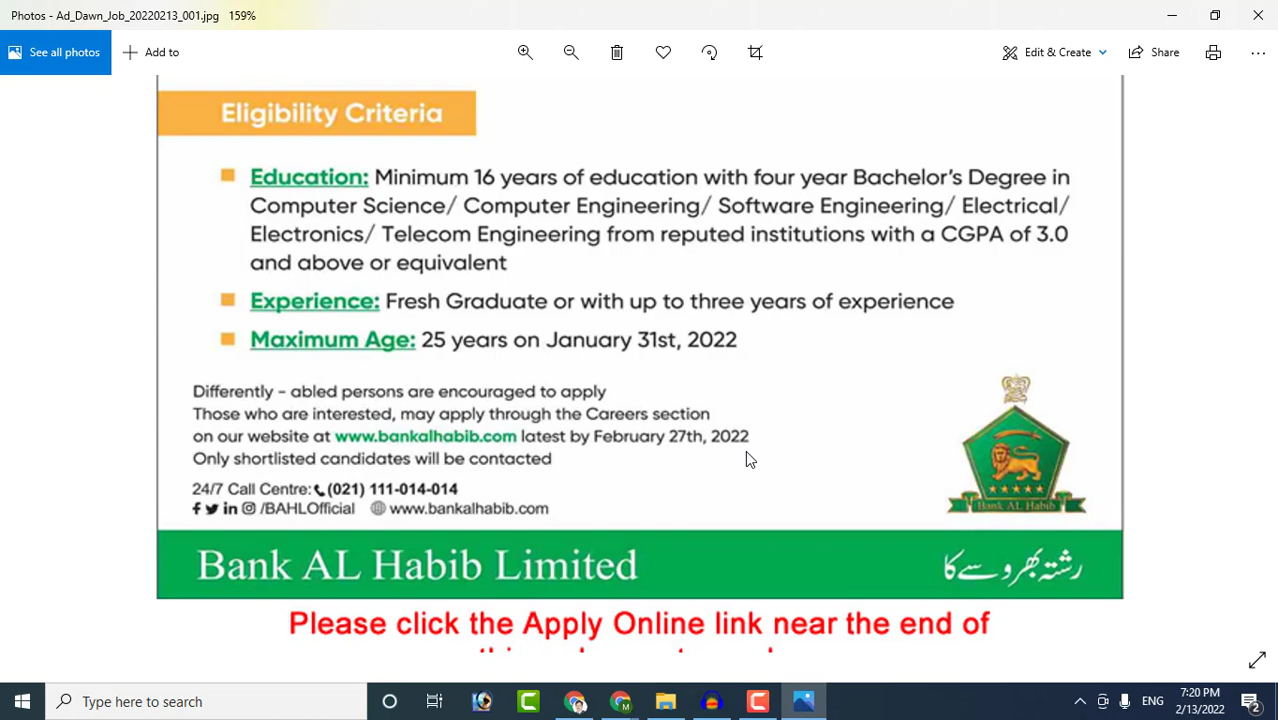 Photos - Ad_Dawn_Job_20220213_001.jpg 159%
See all photos
Add to
Edit & Create
Share
Eligibility Criteria
Education: Minimum 16 years of education with four year Bachelor's Degree in
Computer Science/ Computer Engineering/ Software Engineering/ Electrical/
Electronics/ Telecom Engineering from reputed institutions with a CGPA of 3.0
and above or equivalent
Experience: Fresh Graduate or with up to three years of experience
Maximum Age: 25 years on January 31st, 2022
Differently - abled persons are encouraged to apply
Those who are interested, may apply through the Careers section
on our website at www.bankalhabib.com latest by February 27th, 2022
Only shortlisted candidates will be contacted
24/7 Call Centre: (021) 111-014-014
/BAHLOfficial www.bankalhabib.com
Bank AL Habib
Bank AL Habib Limited
رشتہ بھروسے کا
Please click the Apply Online link near the end of
Type here to search
ENG
7:20 PM
2/13/2022
2